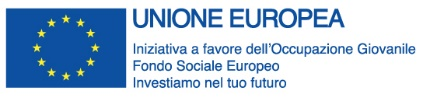 UNIONE EUROPEA
Iniziativa a favore dell'Occupazione Giovanile
Fondo Sociale Europeo
Investiamo nel tuo futuro